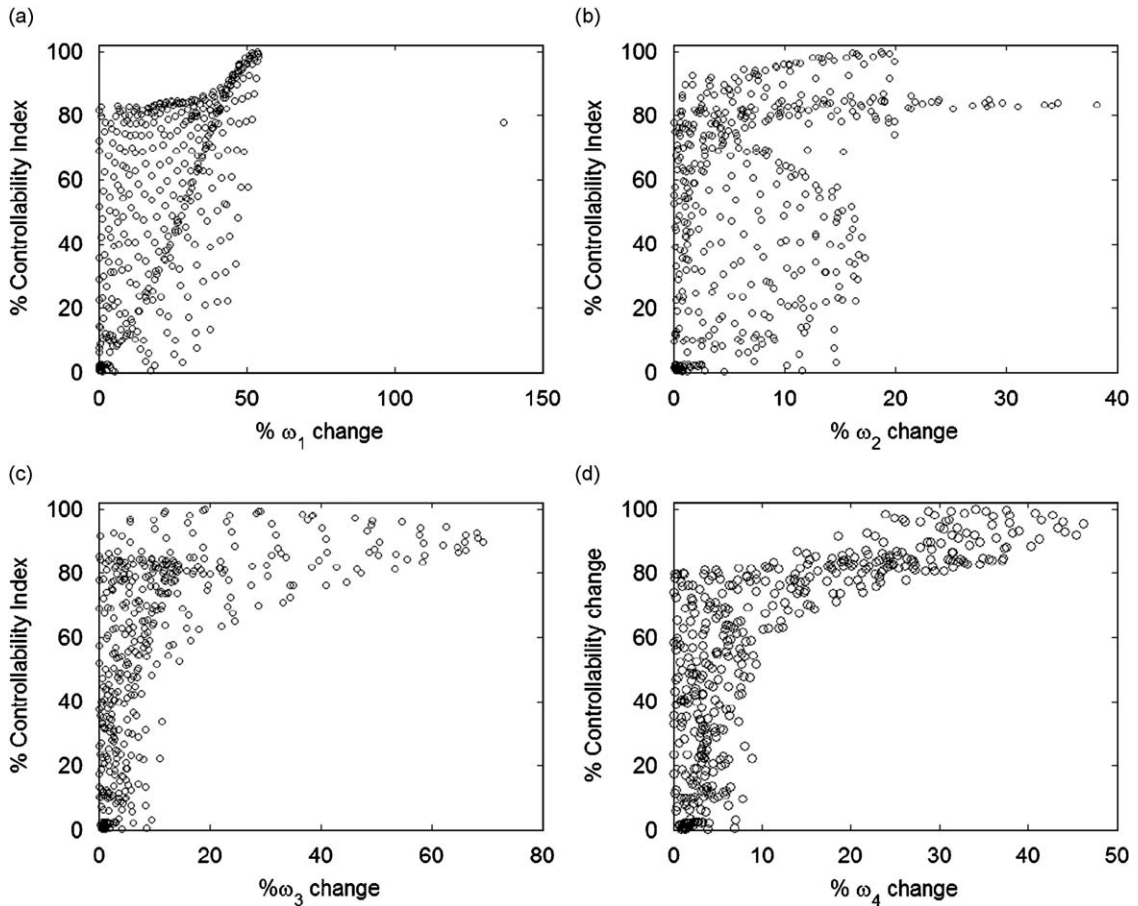 (a)
% Controllability Index
100
80
60
40
20
0
0 50 100 150
% ω₁ change
(b)
% Controllability Index
100
80
60
40
20
0
0 10 20 30 40
% ω₂ change
(c)
% Controllability Index
100
80
60
40
20
0
0 20 40 60 80
%ω₃ change
(d)
% Controllability change
100
80
60
40
20
0
0 10 20 30 40 50
% ω₄ change